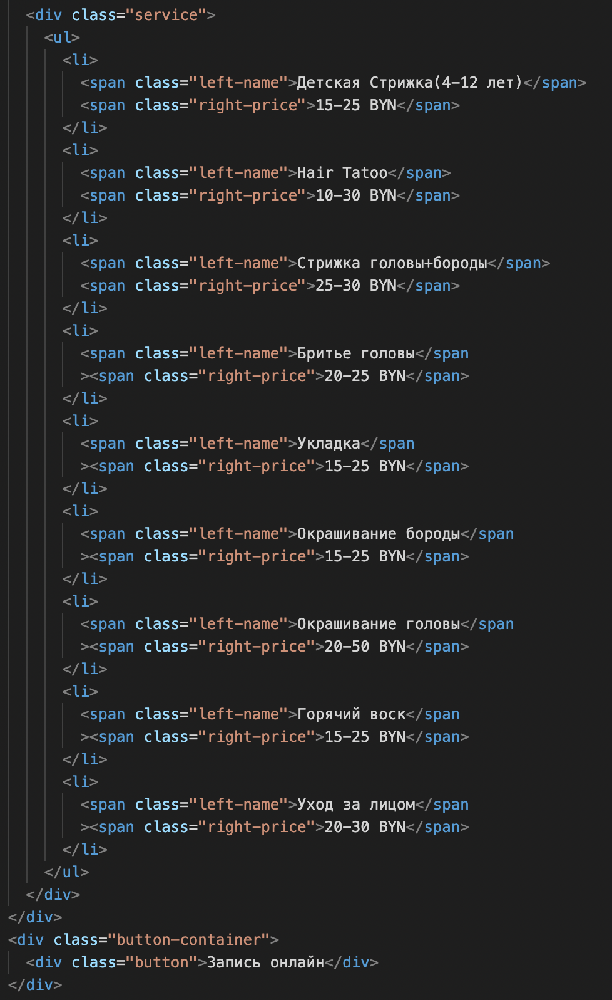 <div class="service">
<ul>
<li>
<span class="left-name">Детская Стрижка(4-12 лет)</span>
<span class="right-price">15-25 BYN</span>
</li>
<li>
<span class="left-name">Hair Tatoo</span>
<span class="right-price">10-30 BYN</span>
</li>
<li>
<span class="left-name">Стрижка головы+бороды</span>
<span class="right-price">25-30 BYN</span>
</li>
<li>
<span class="left-name">Бритье головы</span
><span class="right-price">20-25 BYN</span>
</li>
<li>
<span class="left-name">Укладка</span
><span class="right-price">15-25 BYN</span>
</li>
<li>
<span class="left-name">Окрашивание бороды</span
><span class="right-price">15-25 BYN</span>
</li>
<li>
<span class="left-name">Окрашивание головы</span
><span class="right-price">20-50 BYN</span>
</li>
<li>
<span class="left-name">Горячий воск</span
><span class="right-price">15-25 BYN</span>
</li>
<li>
<span class="left-name">Уход за лицом</span
><span class="right-price">20-30 BYN</span>
</li>
</ul>
</div>
</div>
<div class="button-container">
<div class="button">Запись онлайн</div>
</div>